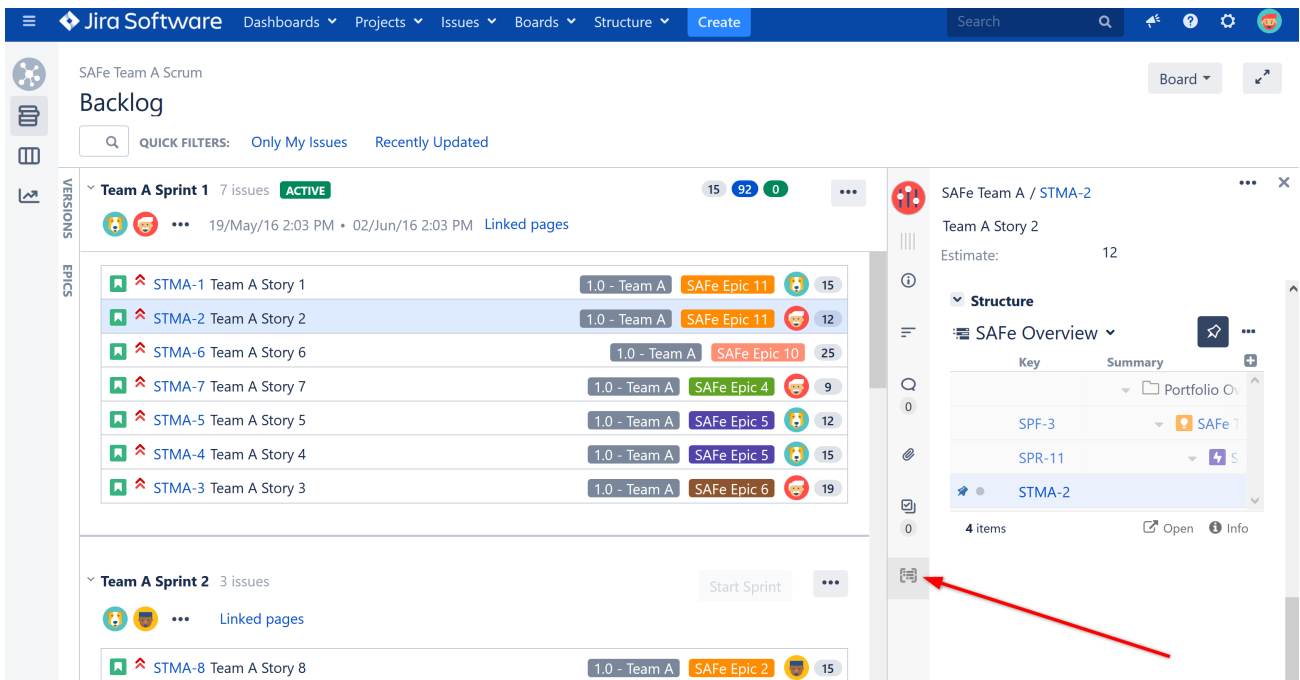 Jira Software Dashboards Projects Issues Boards Structure Create Search
SAFe Team A Scrum
Board
Backlog
QUICK FILTERS: Only My Issues Recently Updated
VERSIONS
EPICS
Team A Sprint 1 7 issues ACTIVE 15 92 0
19/May/16 2:03 PM • 02/Jun/16 2:03 PM Linked pages
STMA-1 Team A Story 1 1.0 - Team A SAFe Epic 11 15
STMA-2 Team A Story 2 1.0 - Team A SAFe Epic 11 12
STMA-6 Team A Story 6 1.0 - Team A SAFe Epic 10 25
STMA-7 Team A Story 7 1.0 - Team A SAFe Epic 4 9
STMA-5 Team A Story 5 1.0 - Team A SAFe Epic 5 12
STMA-4 Team A Story 4 1.0 - Team A SAFe Epic 5 15
STMA-3 Team A Story 3 1.0 - Team A SAFe Epic 6 19
Team A Sprint 2 3 issues Start Sprint
Linked pages
STMA-8 Team A Story 8 1.0 - Team A SAFe Epic 2 15
0
0
SAFe Team A / STMA-2
Team A Story 2
Estimate: 12
Structure
SAFe Overview
Key Summary
Portfolio Ov
SPF-3 SAFe T
SPR-11 S
STMA-2
4 items Open Info